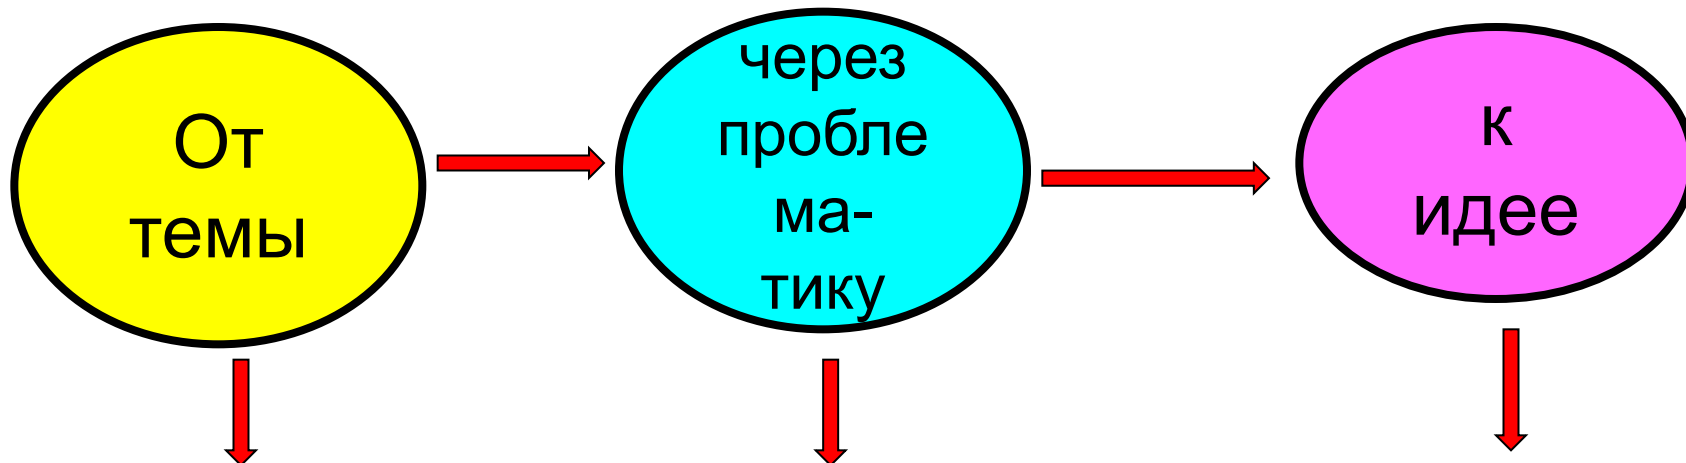 От
темы
через
пробле
ма-
тику
к
идее